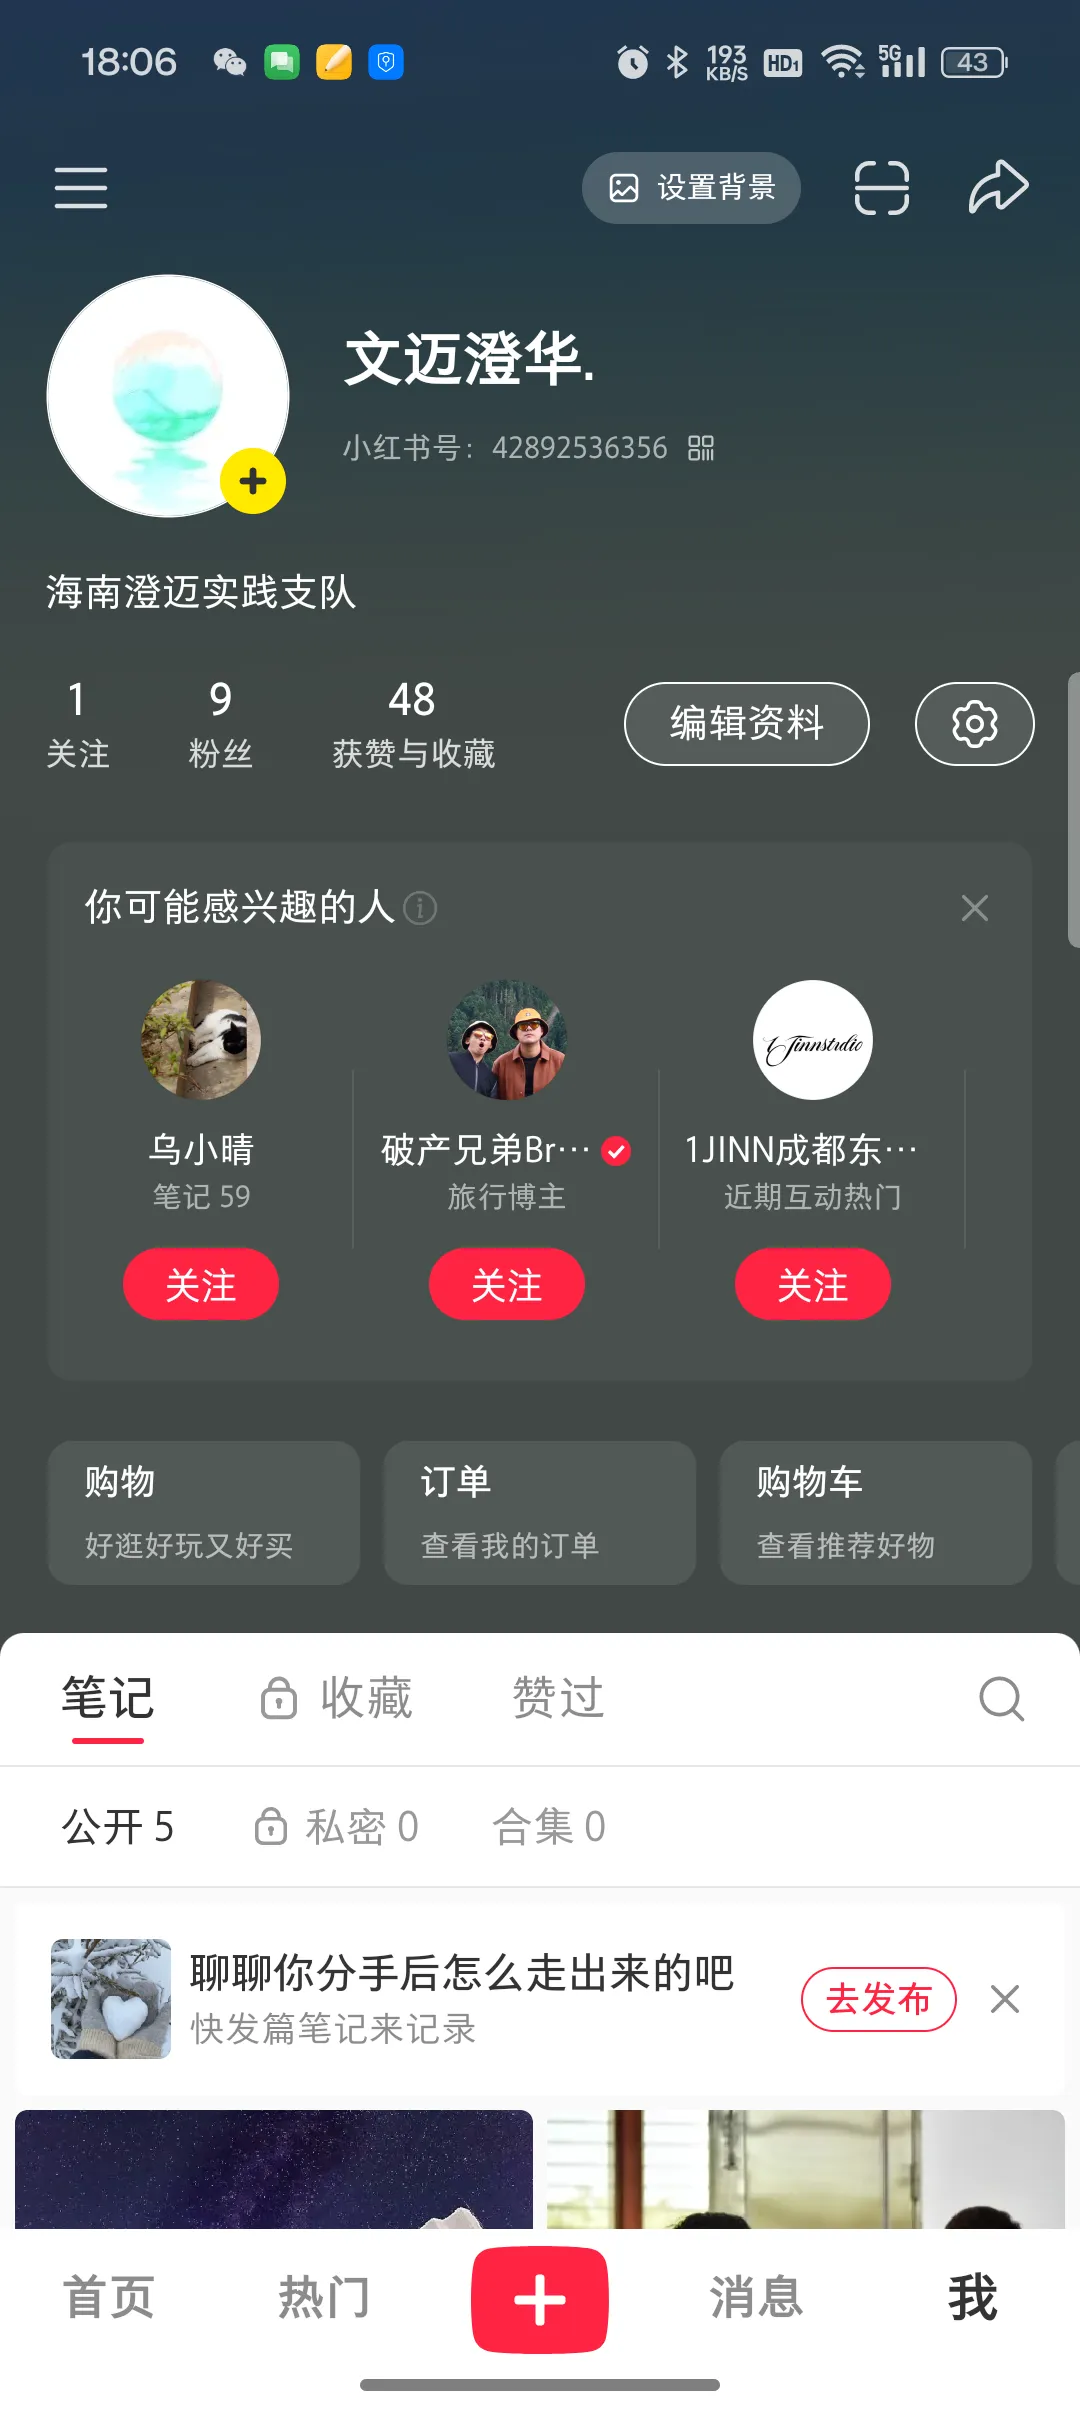 18:06
193 KB/S HD1 5G 43
设置背景
文迈澄华.
小红书号：42892536356
海南澄迈实践支队
1 9 48
关注 粉丝 获赞与收藏
编辑资料
你可能感兴趣的人
1Jinnstudio
乌小晴 破产兄弟Br… 1JINN成都东…
笔记 59 旅行博主 近期互动热门
关注 关注 关注
购物 订单 购物车
好逛好玩又好买 查看我的订单 查看推荐好物
笔记 收藏 赞过
公开 5 私密 0 合集 0
聊聊你分手后怎么走出来的吧
快发篇笔记来记录
去发布
首页 热门 消息 我